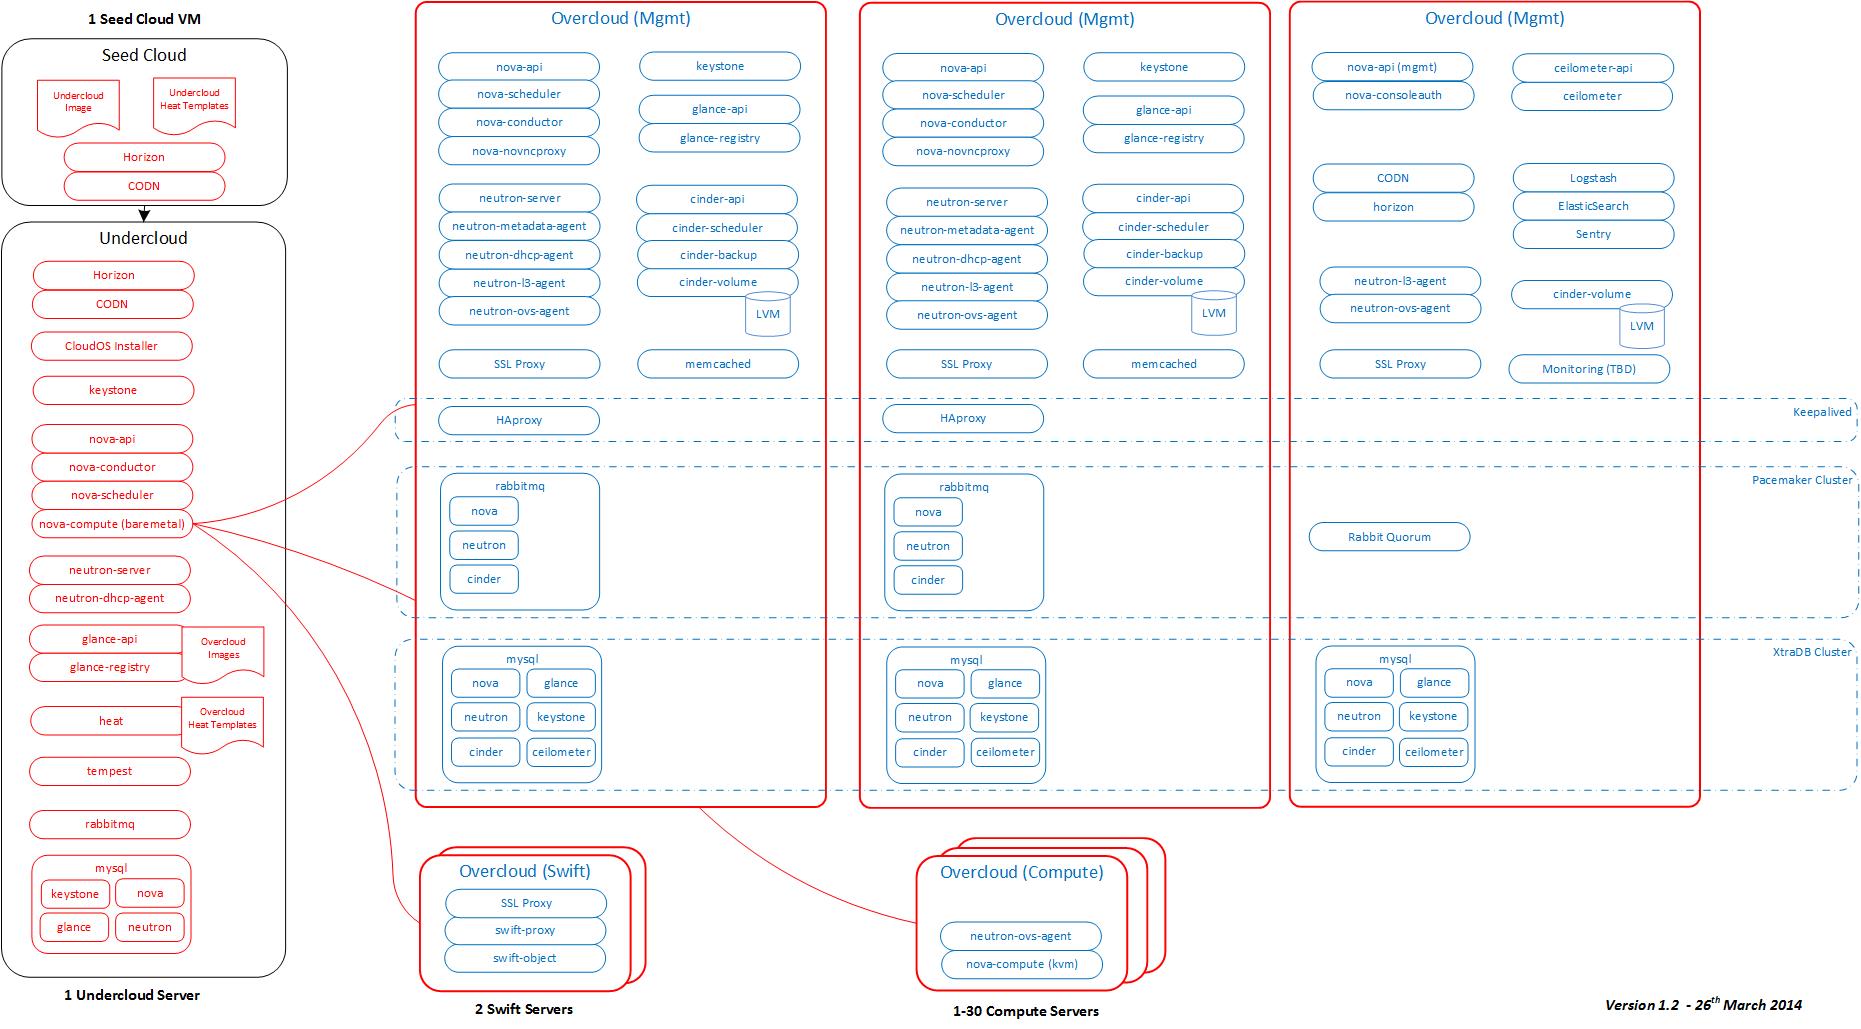 1 Seed Cloud VM
Seed Cloud
Undercloud
Image
Undercloud
Heat Templates
Horizon
CODN
Undercloud
Horizon
CODN
CloudOS Installer
keystone
nova-api
nova-conductor
nova-scheduler
nova-compute (baremetal)
neutron-server
neutron-dhcp-agent
glance-api
glance-registry
Overcloud
Images
heat
Overcloud
Heat Templates
tempest
rabbitmq
mysql
keystone
nova
glance
neutron
1 Undercloud Server
Overcloud (Mgmt)
nova-api
nova-scheduler
nova-conductor
nova-novncproxy
keystone
glance-api
glance-registry
neutron-server
neutron-metadata-agent
neutron-dhcp-agent
neutron-l3-agent
neutron-ovs-agent
cinder-api
cinder-scheduler
cinder-backup
cinder-volume
LVM
SSL Proxy
memcached
HAproxy
rabbitmq
nova
neutron
cinder
mysql
nova
glance
neutron
keystone
cinder
ceilometer
Overcloud (Mgmt)
nova-api
nova-scheduler
nova-conductor
nova-novncproxy
keystone
glance-api
glance-registry
neutron-server
neutron-metadata-agent
neutron-dhcp-agent
neutron-l3-agent
neutron-ovs-agent
cinder-api
cinder-scheduler
cinder-backup
cinder-volume
LVM
SSL Proxy
memcached
HAproxy
rabbitmq
nova
neutron
cinder
mysql
nova
glance
neutron
keystone
cinder
ceilometer
Overcloud (Mgmt)
nova-api (mgmt)
nova-consoleauth
ceilometer-api
ceilometer
CODN
horizon
Logstash
ElasticSearch
Sentry
neutron-l3-agent
neutron-ovs-agent
cinder-volume
LVM
SSL Proxy
Monitoring (TBD)
Keepalived
Pacemaker Cluster
Rabbit Quorum
XtraDB Cluster
mysql
nova
glance
neutron
keystone
cinder
ceilometer
Overcloud (Swift)
SSL Proxy
swift-proxy
swift-object
2 Swift Servers
Overcloud (Compute)
neutron-ovs-agent
nova-compute (kvm)
1-30 Compute Servers
Version 1.2 - 26th March 2014